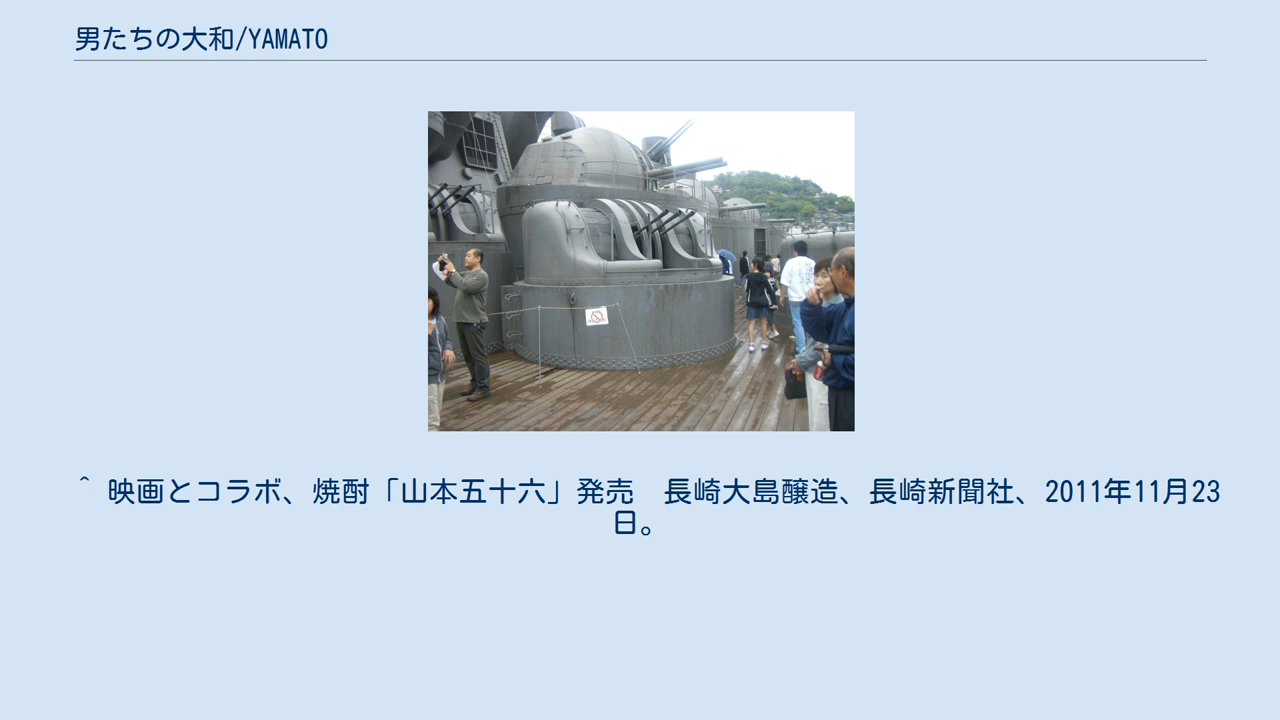 男たちの大和/YAMATO
^ 映画とコラボ、焼酎「山本五十六」発売　長崎大島醸造、長崎新聞社、2011年11月23
日。